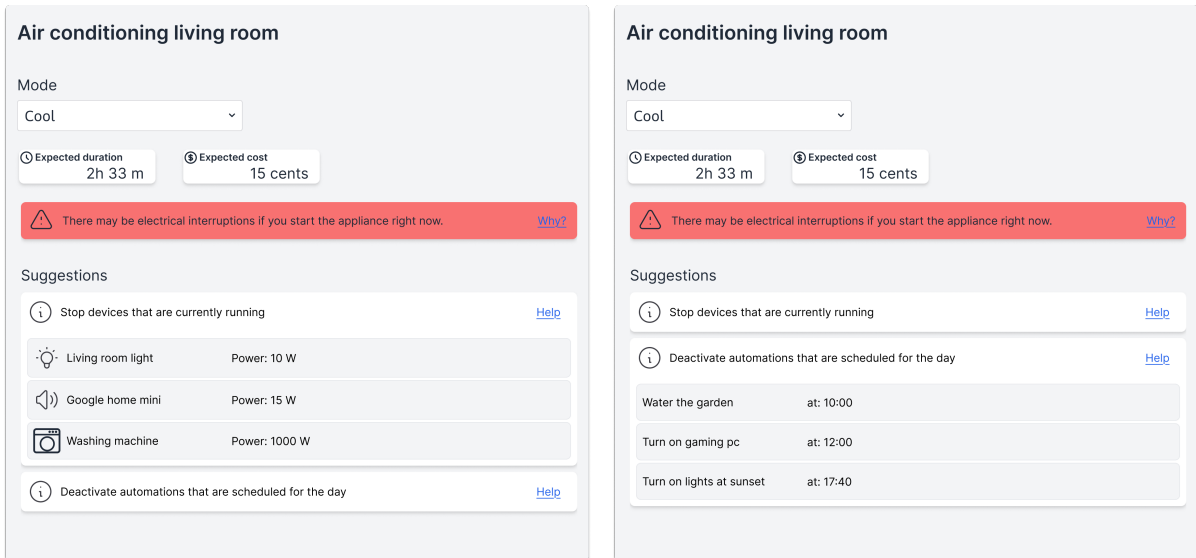 Air conditioning living room
Mode
Cool
Expected duration
2h 33 m
Expected cost
15 cents
There may be electrical interruptions if you start the appliance right now. Why?
Suggestions
Stop devices that are currently running Help
Living room light Power: 10 W
Google home mini Power: 15 W
Washing machine Power: 1000 W
Deactivate automations that are scheduled for the day Help
Air conditioning living room
Mode
Cool
Expected duration
2h 33 m
Expected cost
15 cents
There may be electrical interruptions if you start the appliance right now. Why?
Suggestions
Stop devices that are currently running Help
Deactivate automations that are scheduled for the day Help
Water the garden at: 10:00
Turn on gaming pc at: 12:00
Turn on lights at sunset at: 17:40